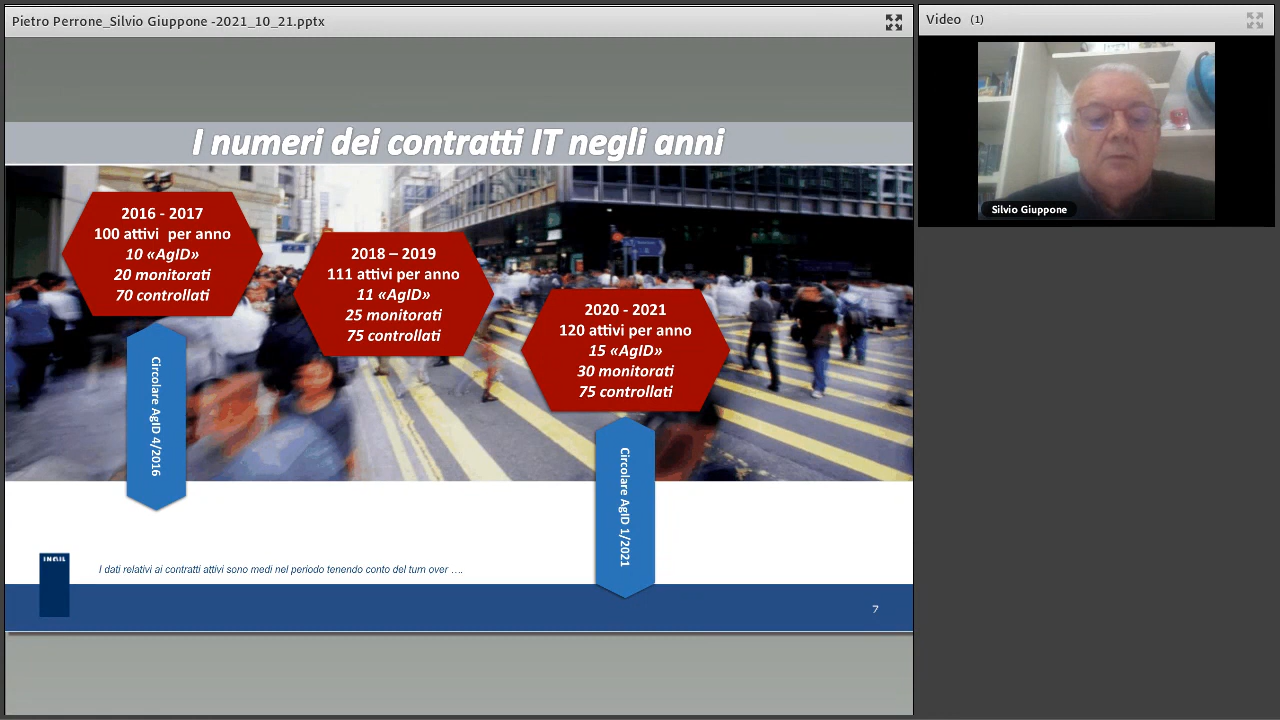 Pietro Perrone_Silvio Giuppone -2021_10_21.pptx
Video (1)
Silvio Giuppone
I numeri dei contratti IT negli anni
2016 - 2017
100 attivi per anno
10 «AgID»
20 monitorati
70 controllati
2018 – 2019
111 attivi per anno
11 «AgID»
25 monitorati
75 controllati
2020 - 2021
120 attivi per anno
15 «AgID»
30 monitorati
75 controllati
Circolare AgID 4/2016
Circolare AgID 1/2021
I dati relativi ai contratti attivi sono medi nel periodo tenendo conto del turn over ….
7